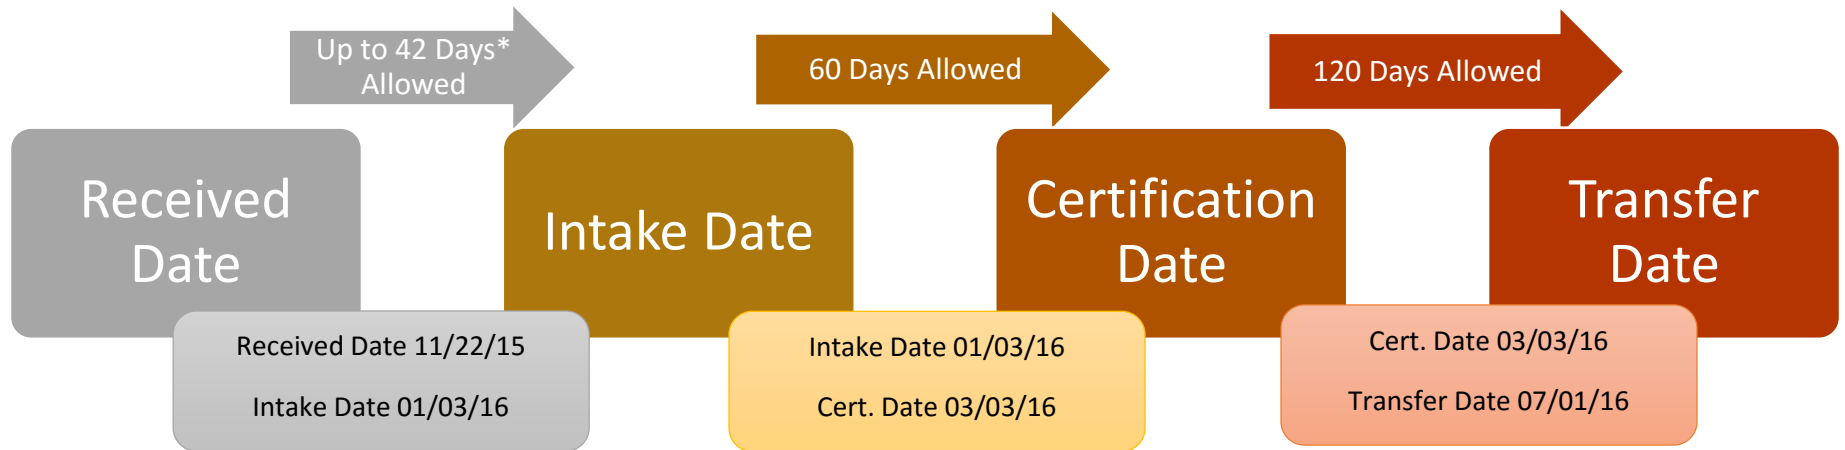 Up to 42 Days*
Allowed
60 Days Allowed
120 Days Allowed
Received
Date
Intake Date
Certification
Date
Transfer
Date
Received Date 11/22/15
Intake Date 01/03/16
Intake Date 01/03/16
Cert. Date 03/03/16
Cert. Date 03/03/16
Transfer Date 07/01/16